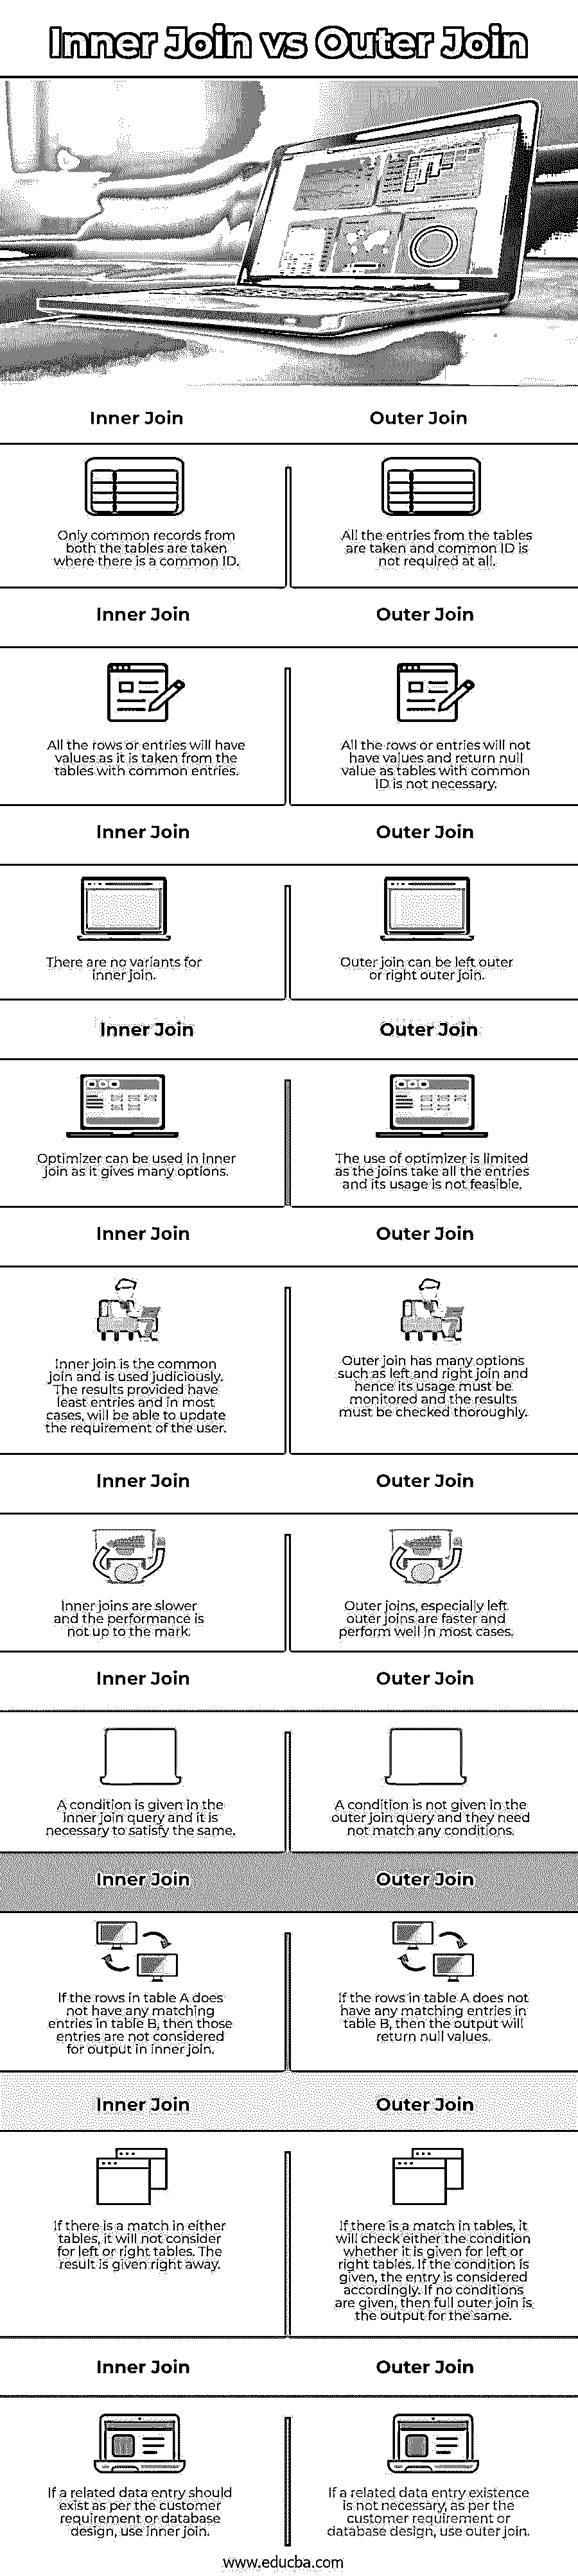 Inner Join vs Outer Join
Inner Join
Outer Join
Only common records from
both the tables are taken
where there is a common ID.
All the entries from the tables
are taken and common ID is
not required at all.
Inner Join
Outer Join
All the rows or entries will have
values as it is taken from the
tables with common entries.
All the rows or entries will not
have values and return null
value as tables with common
ID is not necessary.
Inner Join
Outer Join
There are no variants for
inner join.
Outer join can be left outer
or right outer join.
Inner Join
Outer Join
Optimizer can be used in inner
join as it gives many options.
The use of optimizer is limited
as the joins take all the entries
and its usage is not feasible.
Inner Join
Outer Join
Inner join is the common
join and is used judiciously.
The results provided have
least entries and in most
cases, will be able to update
the requirement of the user.
Outer join has many options
such as left and right join and
hence its usage must be
monitored and the results
must be checked thoroughly.
Inner Join
Outer Join
Inner joins are slower
and the performance is
not up to the mark.
Outer joins, especially left
outer joins are faster and
perform well in most cases.
Inner Join
Outer Join
A condition is given in the
inner join query and it is
necessary to satisfy the same.
A condition is not given in the
outer join query and they need
not match any conditions.
Inner Join
Outer Join
If the rows in table A does
not have any matching
entries in table B, then those
entries are not considered
for output in inner join.
If the rows in table A does not
have any matching entries in
table B, then the output will
return null values.
Inner Join
Outer Join
If there is a match in either
tables, it will not consider
for left or right tables. The
result is given right away.
If there is a match in tables, it
will check either the condition
whether it is given for left or
right tables. If the condition is
given, the entry is considered
accordingly. If no conditions
are given, then full outer join is
the output for the same.
Inner Join
Outer Join
If a related data entry should
exist as per the customer
requirement or database
design, use inner join.
If a related data entry existence
is not necessary, as per the
customer requirement or
database design, use outer join.
www.educba.com